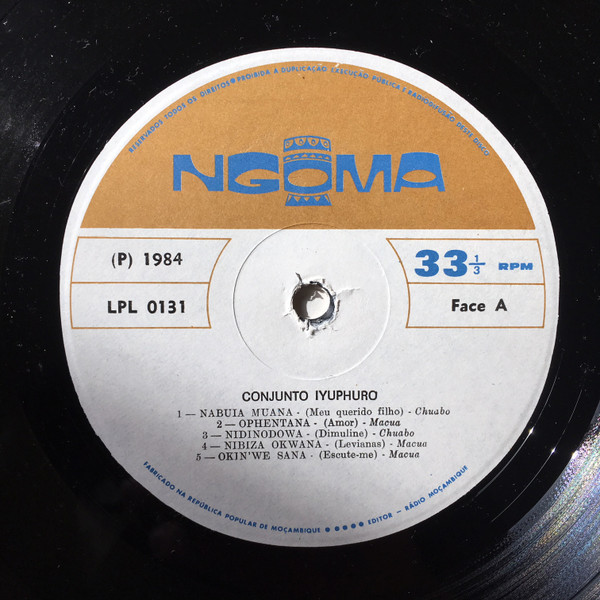 RESERVADOS TODOS OS DIREITOS ● PROIBIDA A DUPLICAÇÃO EXECUÇÃO PÚBLICA E RADIODIFUSÃO DESTE DISCO
NGOMA
(P) 1984
33 1/3 RPM
LPL 0131
Face A
CONJUNTO IYUPHURO
1 — NABUIA MUANA - (Meu querido filho) - Chuabo
2 — OPHENTANA - (Amor) - Macua
3 — NIDINODOWA - (Dimuline) - Chuabo
4 — NIBIZA OKWANA - (Levianas) - Macua
5 — OKIN'WE SANA - (Escute-me) - Macua
FABRICADO NA REPÚBLICA POPULAR DE MOÇAMBIQUE ● ● ● ● ● EDITOR - RÁDIO MOÇAMBIQUE